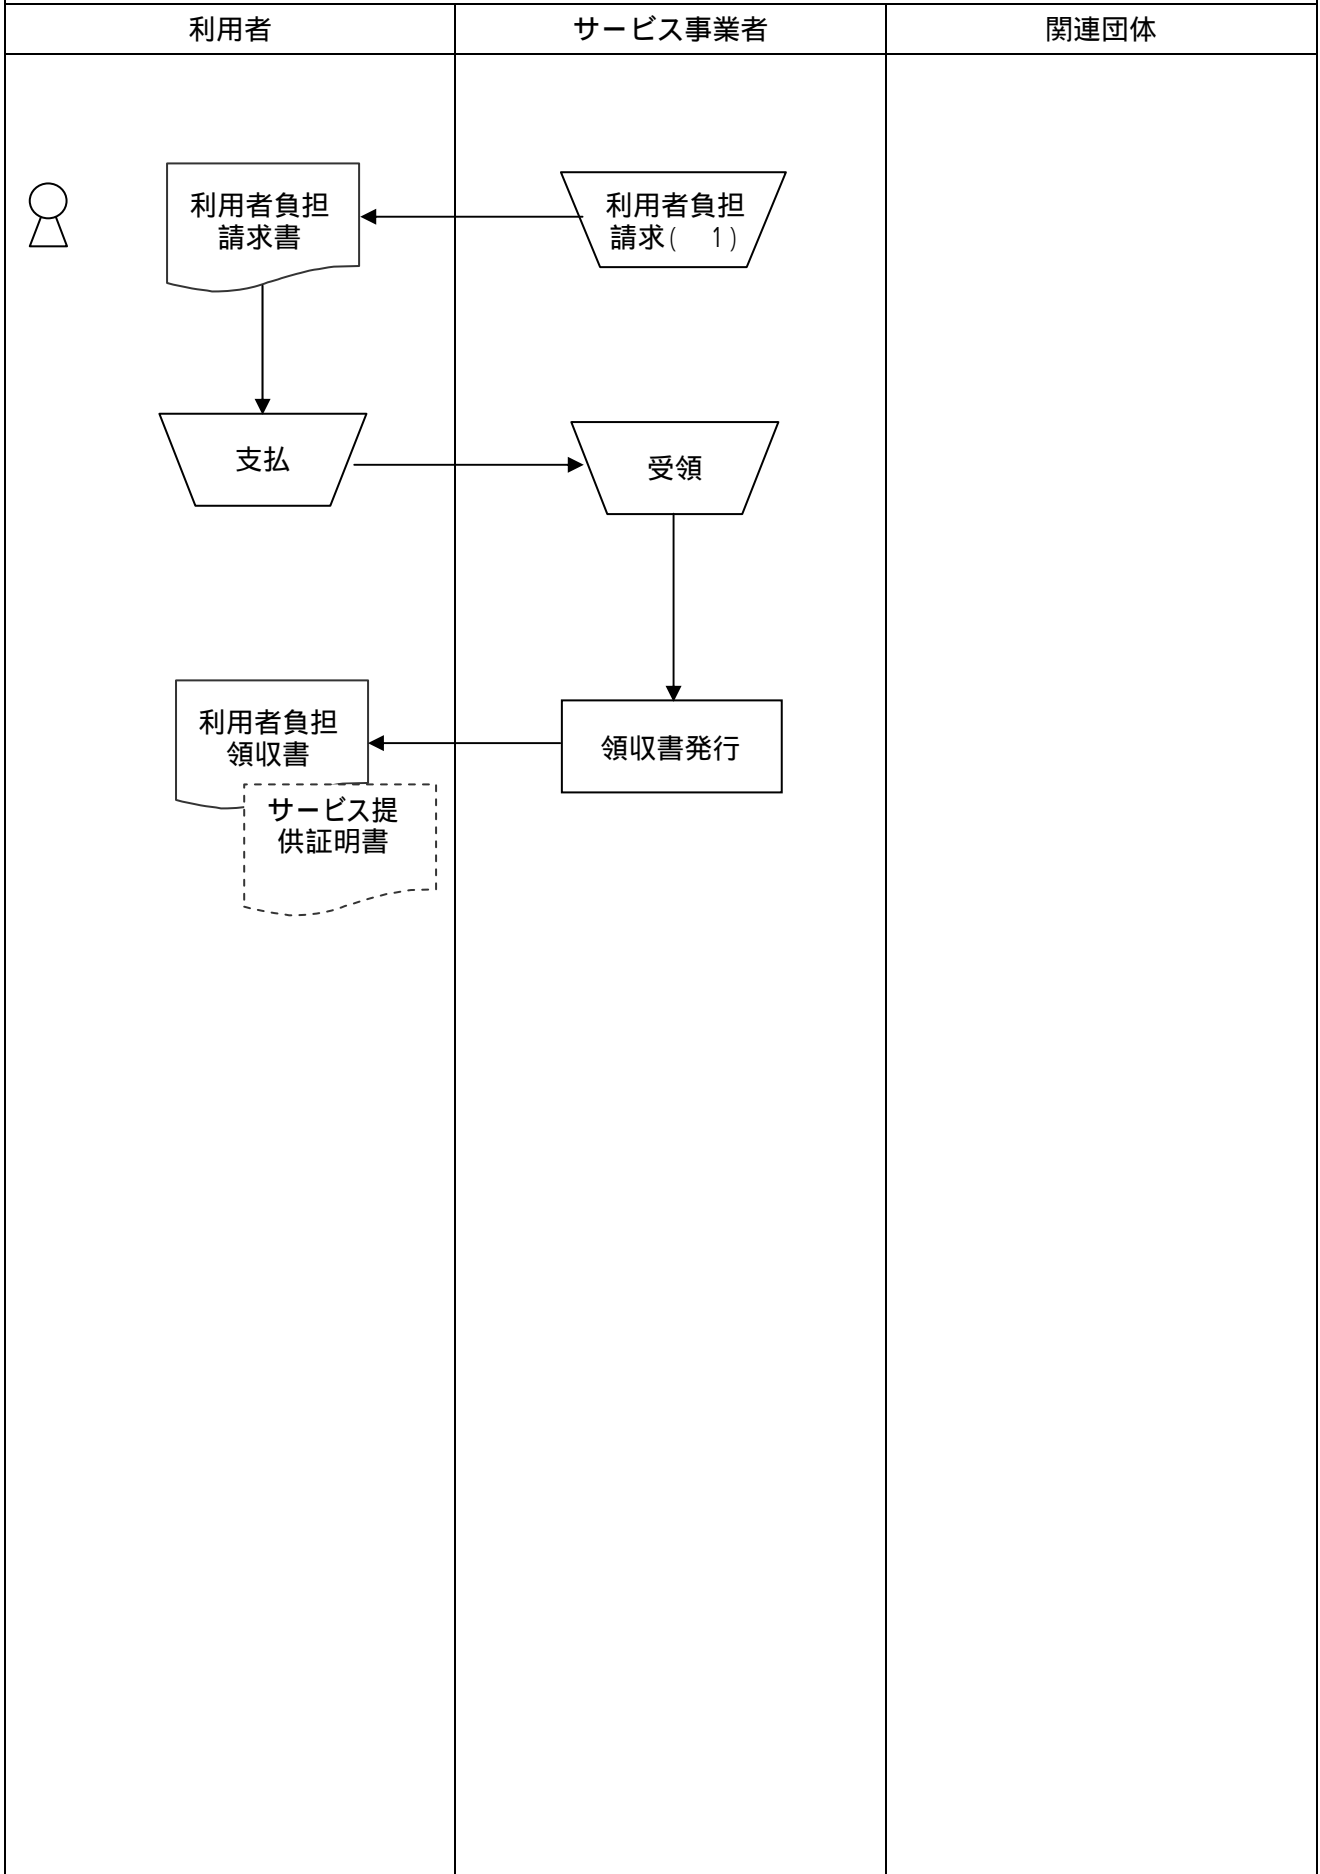 利用者
サービス事業者
関連団体
利用者負担
請求書
利用者負担
請求(　1)
支払
受領
利用者負担
領収書
領収書発行
サービス提
供証明書